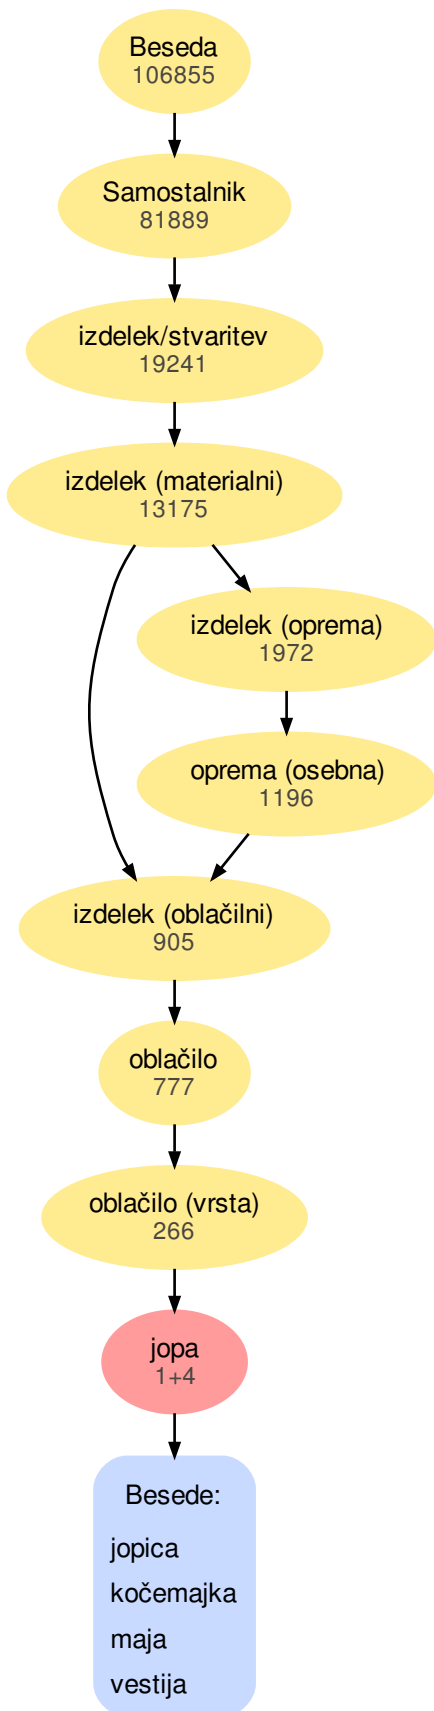 Beseda
106855
Samostalnik
81889
izdelek/stvaritev
19241
izdelek (materialni)
13175
izdelek (oprema)
1972
oprema (osebna)
1196
izdelek (oblačilni)
905
oblačilo
777
oblačilo (vrsta)
266
jopa
1+4
Besede:
jopica
kočemajka
maja
vestija